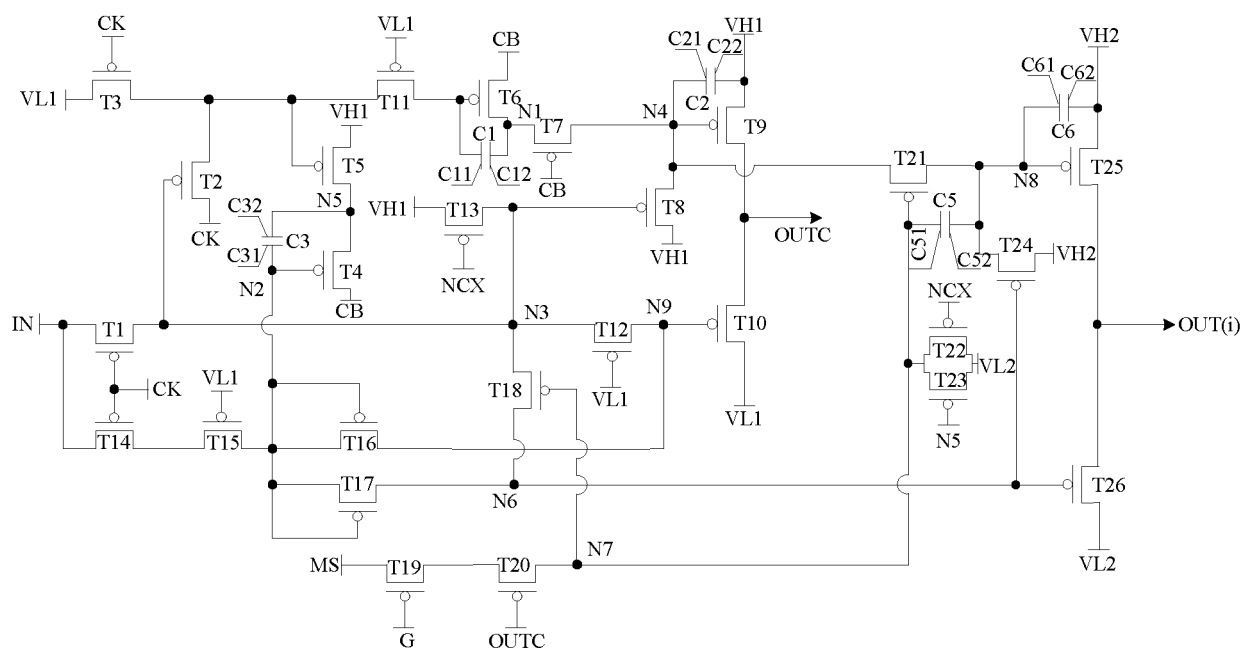 CK
VL1
C21
C22
VH1
VH2
CB
C61
C62
VL1
T3
T11
T6
C2
N4
C6
VH1
N1
T7
T9
C1
T21
T25
T2
T5
C11
C12
CB
N8
N5
C32
VH1
T13
T8
C5
CK
C3
OUTC
C31
T4
VH1
C51
C52
T24
VH2
N2
NCX
CB
NCX
IN
T1
N3
T12
N9
T10
OUT(i)
T22
VL2
CK
VL1
T18
VL1
T23
T14
T15
T16
VL1
N5
T17
N6
T26
N7
MS
T19
T20
VL2
G
OUTC